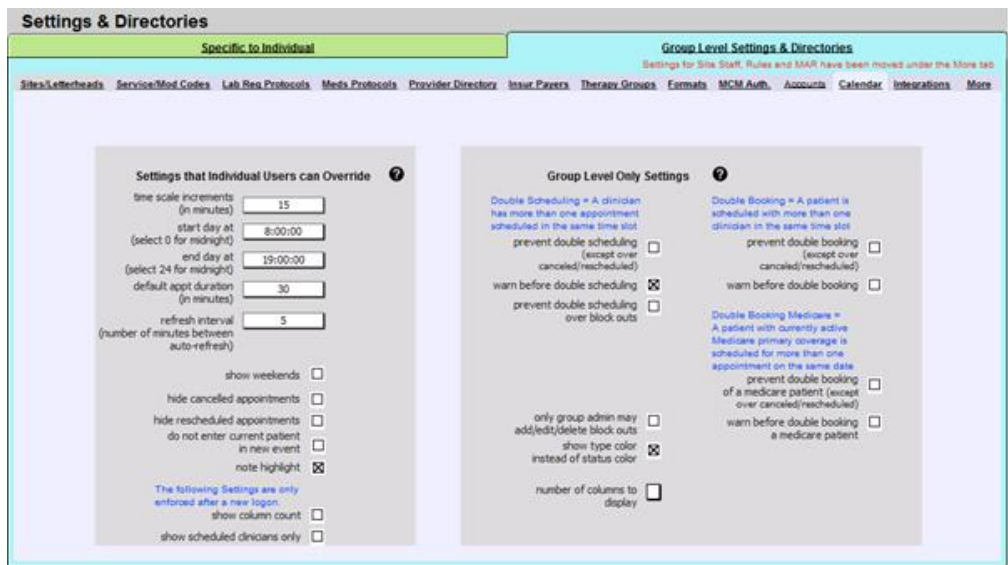 Settings & Directories
Specific to Individual
Group Level Settings & Directories
Settings for Site Staff, Rules and MAR have been moved under the More tab
Sites/Letterheads Service/Mod Codes Lab Req Protocols Meds Protocols Provider Directory Insur Payers Therapy Groups Formats MCM Auth. Accounts Calendar Integrations More
Settings that Individual Users can Override ?
time scale increments
(in minutes) 15
start day at
(select 0 for midnight) 8:00:00
end day at
(select 24 for midnight) 19:00:00
default appt duration
(in minutes) 30
refresh interval 5
(number of minutes between
auto-refresh)
show weekends
hide cancelled appointments
hide rescheduled appointments
do not enter current patient
in new event
note highlight
The following Settings are only
enforced after a new logon.
show column count
show scheduled clinicians only
Group Level Only Settings ?
Double Scheduling = A clinician
has more than one appointment
scheduled in the same time slot
prevent double scheduling
(except over
canceled/rescheduled)
warn before double scheduling
prevent double scheduling
over block outs
only group admin may
add/edit/delete block outs
show type color
instead of status color
number of columns to
display
Double Booking = A patient is
scheduled with more than one
clinician in the same time slot
prevent double booking
(except over
canceled/rescheduled)
warn before double booking
Double Booking Medicare =
A patient with currently active
Medicare primary coverage is
scheduled for more than one
appointment on the same date
prevent double booking
of a medicare patient (except
over canceled/rescheduled)
warn before double booking
a medicare patient